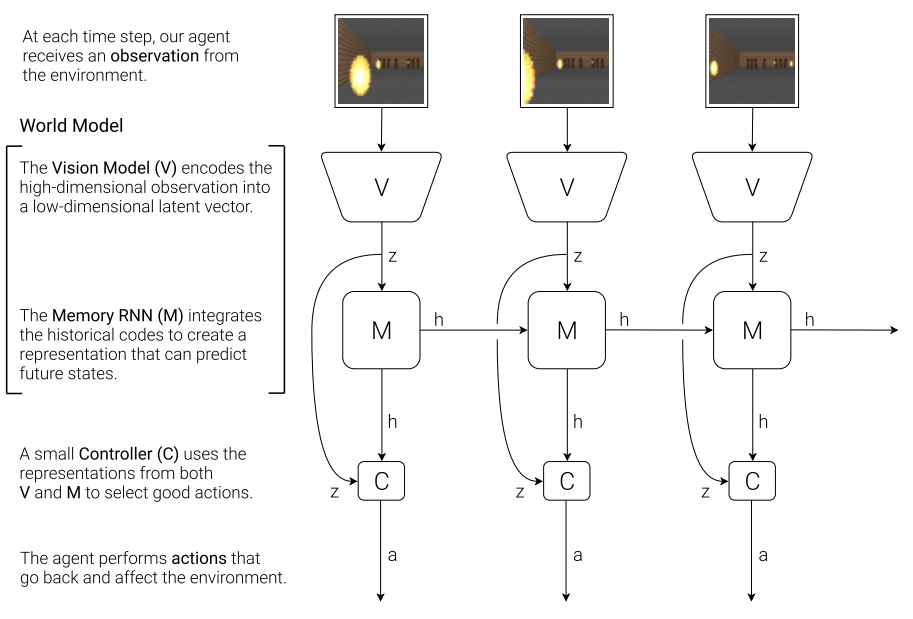 At each time step, our agent
receives an observation from
the environment.
World Model
The Vision Model (V) encodes the
high-dimensional observation into
a low-dimensional latent vector.
V V V
z z z
The Memory RNN (M) integrates
the historical codes to create a
representation that can predict
future states.
M h M h M h
h h h
A small Controller (C) uses the
representations from both
V and M to select good actions.
z C z C z C
The agent performs actions that
go back and affect the environment.
a a a